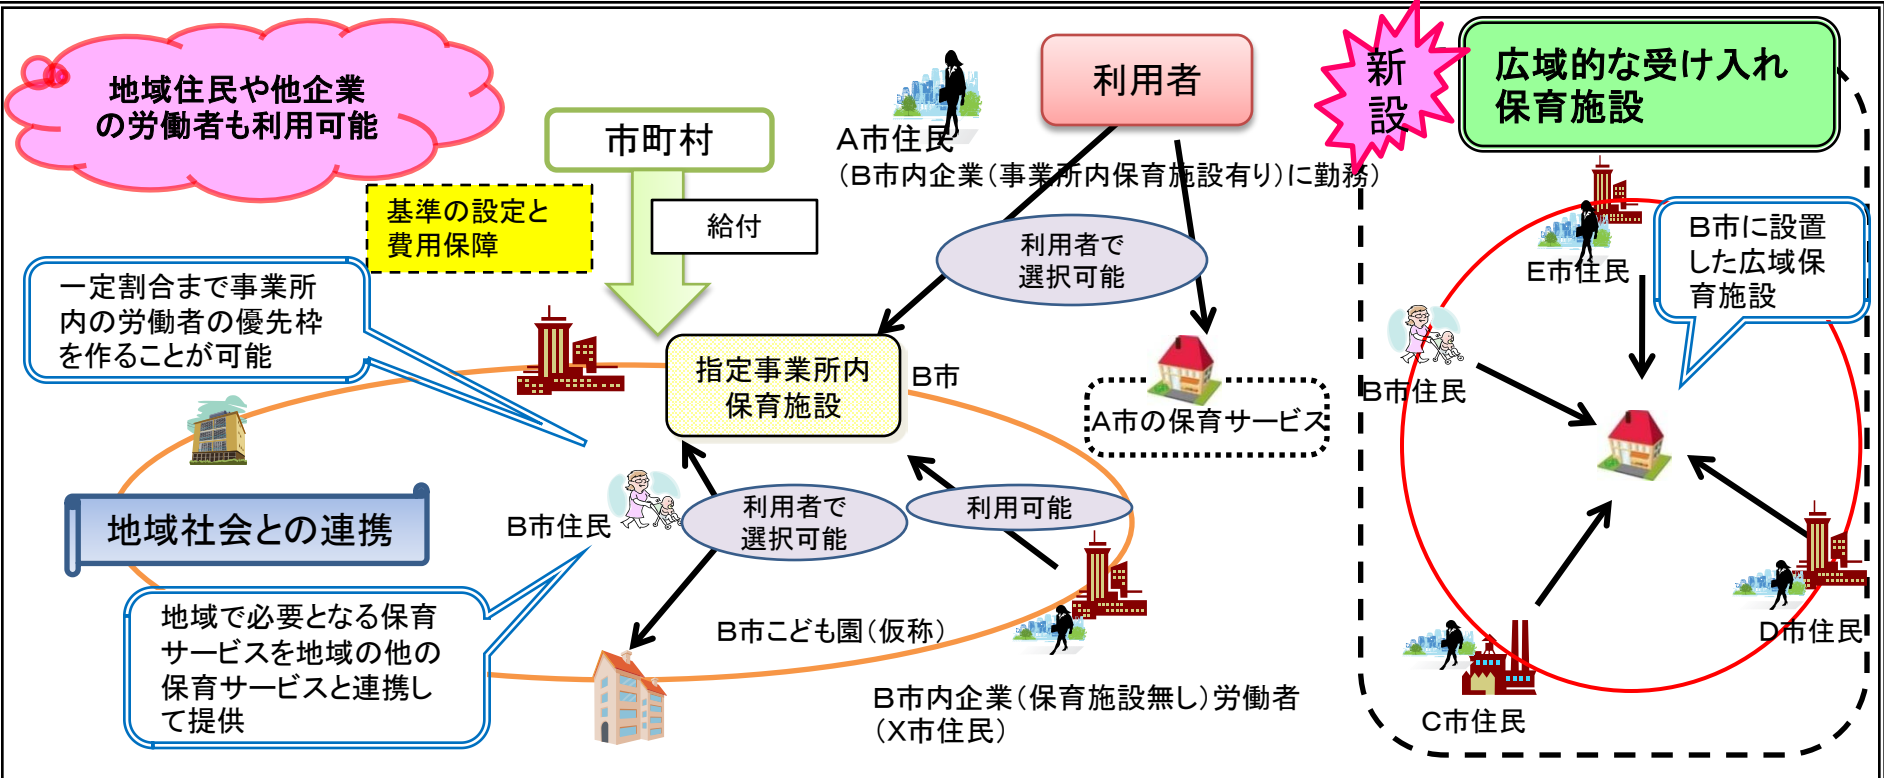 地域住民や他企業
の労働者も利用可能
市町村
基準の設定と
費用保障
給付
A市住民
(B市内企業(事業所内保育施設有り)に勤務)
利用者
利用者で
選択可能
一定割合まで事業所
内の労働者の優先枠
を作ることが可能
指定事業所内
保育施設
B市
A市の保育サービス
地域社会との連携
B市住民
利用者で
選択可能
利用可能
地域で必要となる保育
サービスを地域の他の
保育サービスと連携し
て提供
B市こども園(仮称)
B市内企業(保育施設無し)労働者
(X市住民)
新
設
広域的な受け入れ
保育施設
B市に設置
した広域保
育施設
E市住民
B市住民
D市住民
C市住民